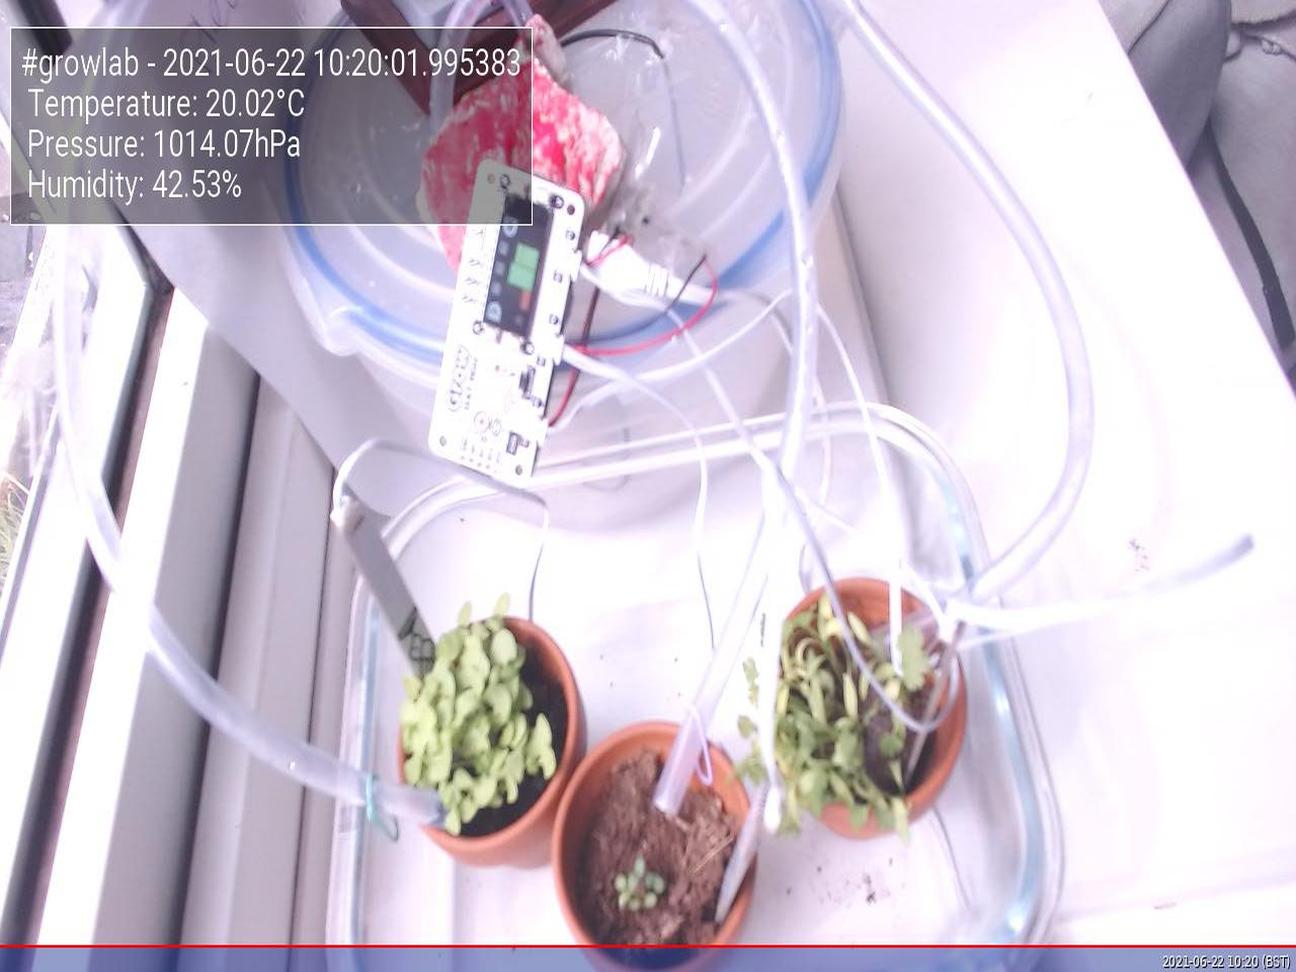 #growlab - 2021-06-22 10:20:01.995383
Temperature: 20.02°C
Pressure: 1014.07hPa
Humidity: 42.53%
2021-06-22 10:20 (BST)